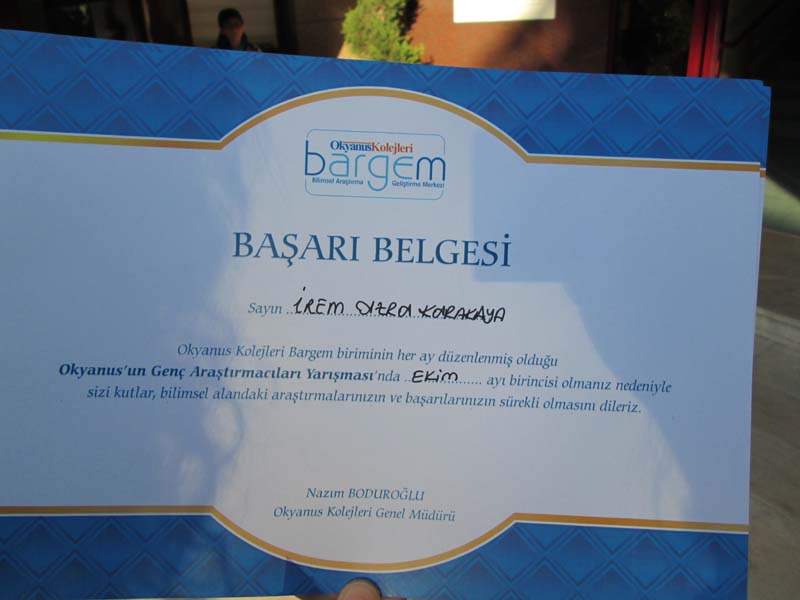 OkyanusKolejleri
bargem
Bilimsel Araştırma Geliştirme Merkezi
BAŞARI BELGESİ
Sayın İREM AZRA KARAKAYA
Okyanus Kolejleri Bargem biriminin her ay düzenlenmiş olduğu
Okyanus'un Genç Araştırmacıları Yarışması'nda EKİM ayı birincisi olmanız nedeniyle
sizi kutlar, bilimsel alandaki araştırmalarınızın ve başarılarınızın sürekli olmasını dileriz.
Nazım BODUROĞLU
Okyanus Kolejleri Genel Müdürü